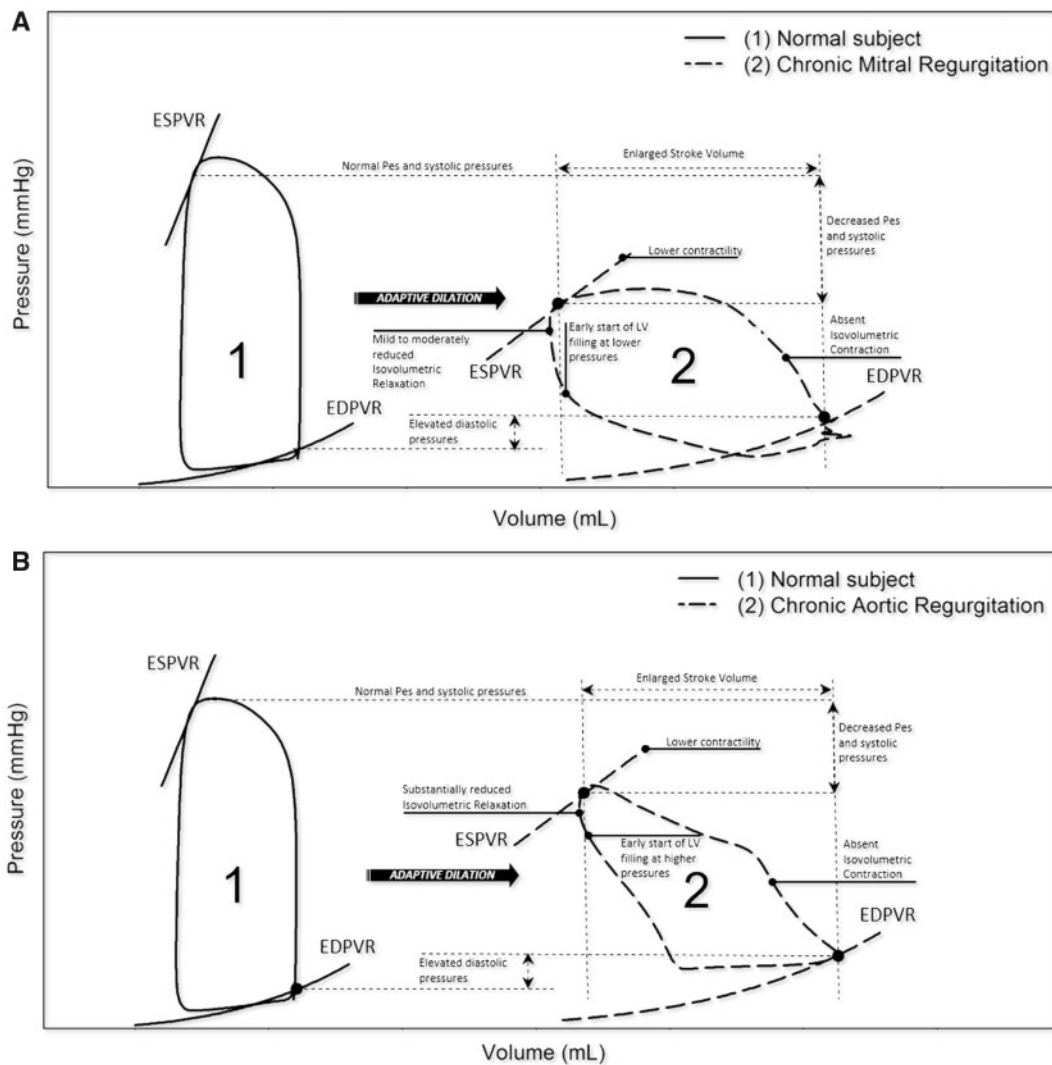 A
(1) Normal subject
(2) Chronic Mitral Regurgitation
ESPVR
Normal Pes and systolic pressures
Enlarged Stroke Volume
Decreased Pes
and systolic
pressures
Lower contractility
ADAPTIVE DILATION
Mild to moderately
reduced
Isovolumetric
Relaxation
Early start of LV
filling at lower
pressures
Absent
Isovolumetric
Contraction
1
ESPVR
2
EDPVR
EDPVR
Elevated diastolic
pressures
Pressure (mmHg)
Volume (mL)
B
(1) Normal subject
(2) Chronic Aortic Regurgitation
ESPVR
Normal Pes and systolic pressures
Enlarged Stroke Volume
Decreased Pes
and systolic
pressures
Lower contractility
Substantially reduced
Isovolumetric Relaxation
ESPVR
Early start of LV
filling at higher
pressures
Absent
Isovolumetric
Contraction
ADAPTIVE DILATION
1
2
EDPVR
EDPVR
Elevated diastolic
pressures
Pressure (mmHg)
Volume (mL)